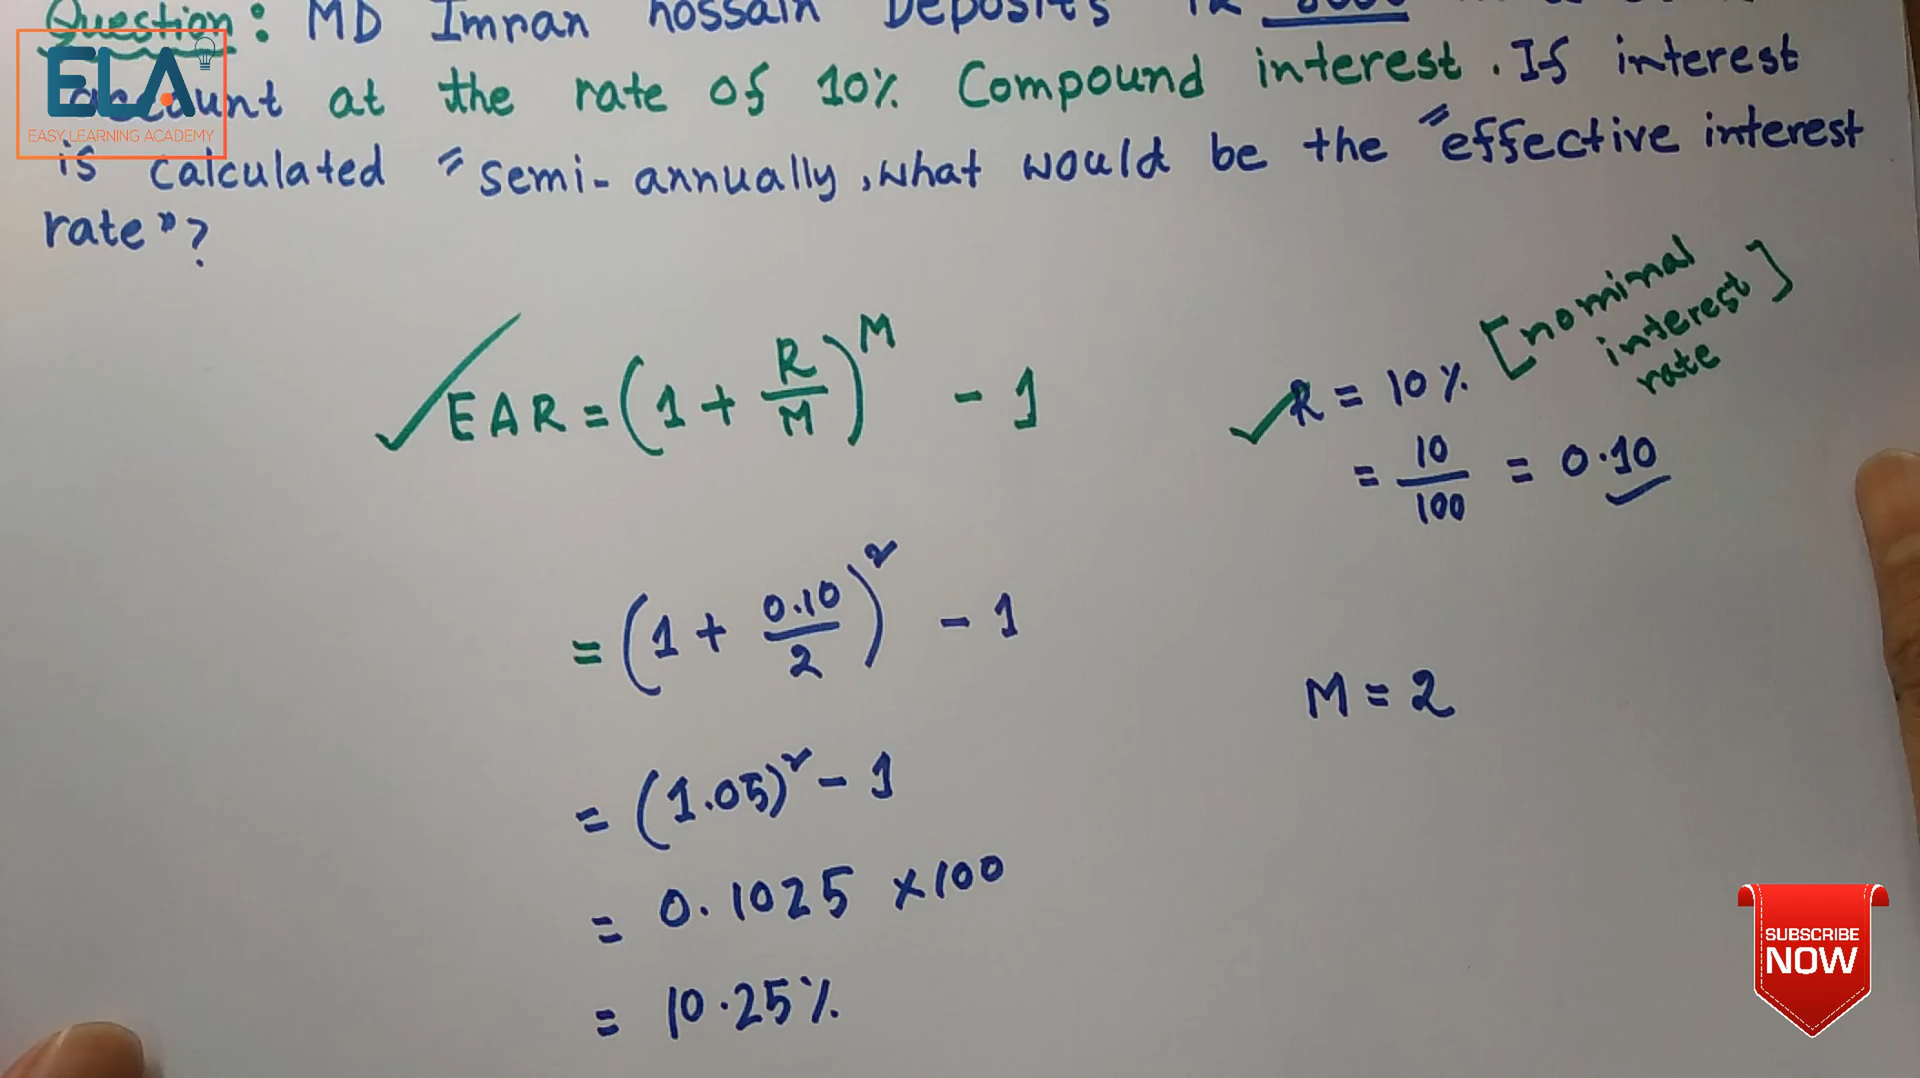 Question: MD Imran hossain Deposits
ELA
EASY LEARNING ACADEMY
account at the rate of 10% Compound interest. If interest
is calculated "semi-annually, what would be the "effective interest
rate"?
EAR = (1 + R/M)^M - 1
R = 10% [nominal interest rate]
= 10/100 = 0.10
= (1 + 0.10/2)^2 - 1
M = 2
= (1.05)^2 - 1
= 0.1025 ×100
= 10.25%
SUBSCRIBE
NOW